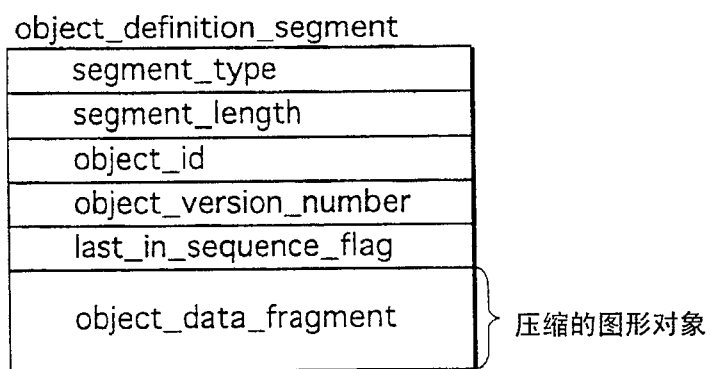 object_definition_segment
segment_type
segment_length
object_id
object_version_number
last_in_sequence_flag
object_data_fragment
压缩的图形对象